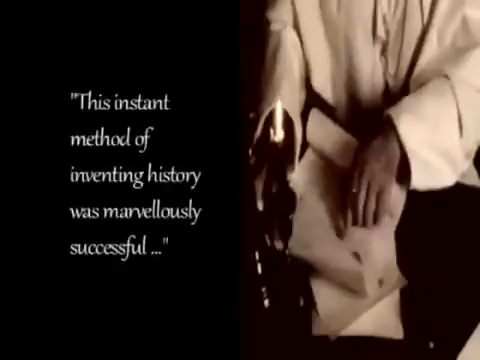 "This instant
method of
inventing history
was marvellously
successful ..."